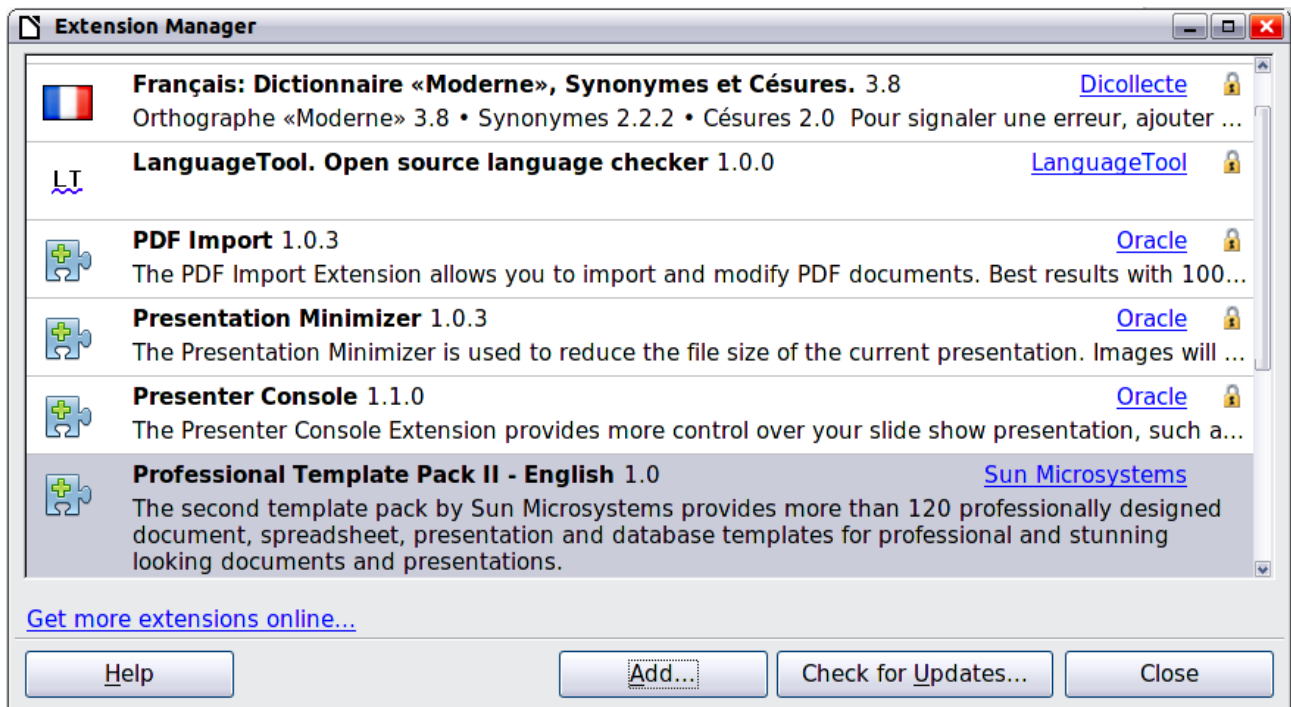 Extension Manager
Français: Dictionnaire «Moderne», Synonymes et Césures. 3.8 Dicollecte
Orthographe «Moderne» 3.8 • Synonymes 2.2.2 • Césures 2.0 Pour signaler une erreur, ajouter ...
LT
LanguageTool. Open source language checker 1.0.0 LanguageTool
PDF Import 1.0.3 Oracle
The PDF Import Extension allows you to import and modify PDF documents. Best results with 100...
Presentation Minimizer 1.0.3 Oracle
The Presentation Minimizer is used to reduce the file size of the current presentation. Images will ...
Presenter Console 1.1.0 Oracle
The Presenter Console Extension provides more control over your slide show presentation, such a...
Professional Template Pack II - English 1.0 Sun Microsystems
The second template pack by Sun Microsystems provides more than 120 professionally designed
document, spreadsheet, presentation and database templates for professional and stunning
looking documents and presentations.
Get more extensions online...
Help Add... Check for Updates... Close